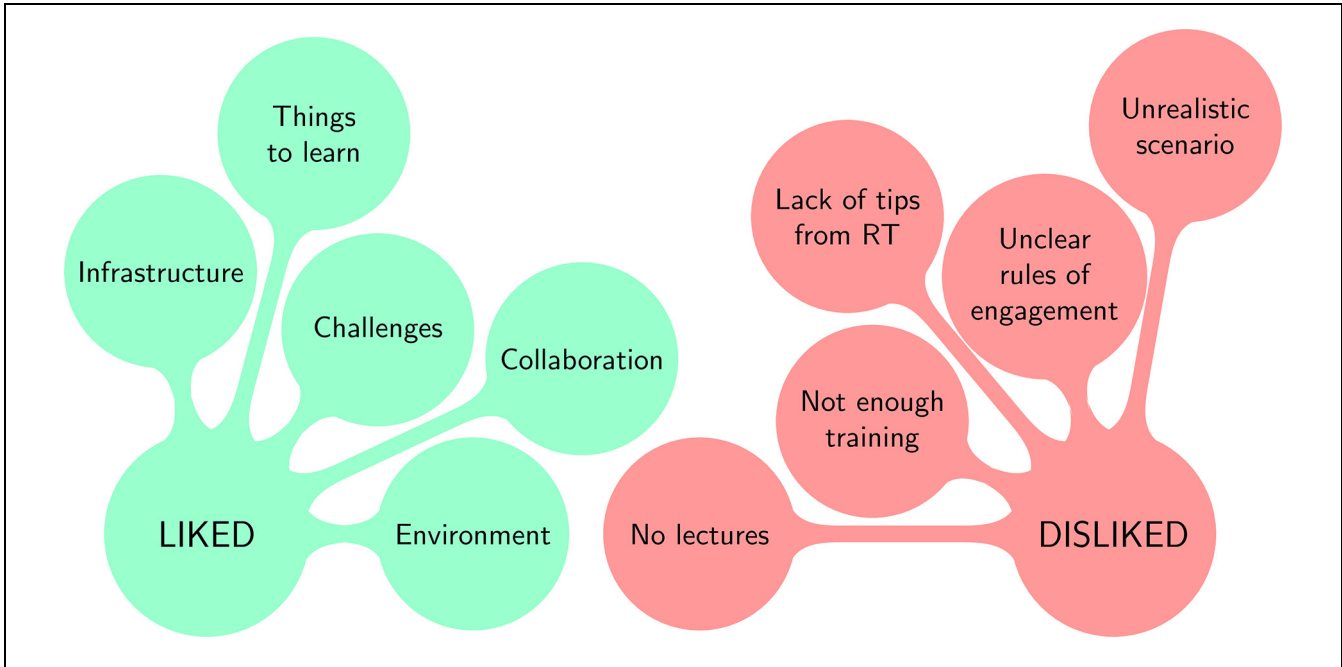 Things
to learn
Infrastructure
Challenges
Collaboration
Environment
LIKED
Unrealistic
scenario
Lack of tips
from RT
Unclear
rules of
engagement
Not enough
training
No lectures
DISLIKED